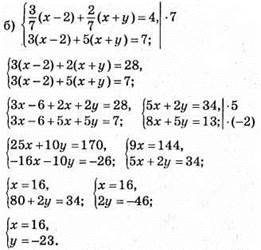 б) {3/7(x−2)+2/7(x+y)=4, | ·7
3(x−2)+5(x+y)=7; |
{3(x−2)+2(x+y)=28,
3(x−2)+5(x+y)=7;
{3x−6+2x+2y=28, {5x+2y=34, | ·5
3x−6+5x+5y=7; {8x+5y=13; | ·(−2)
{25x+10y=170, {9x=144,
−16x−10y=−26; {5x+2y=34;
{x=16, {x=16,
80+2y=34; {2y=−46;
{x=16,
y=−23.